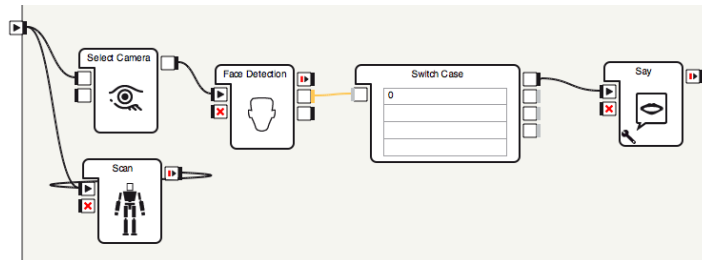 Select Camera
Face Detection
Switch Case
0
Say
Scan